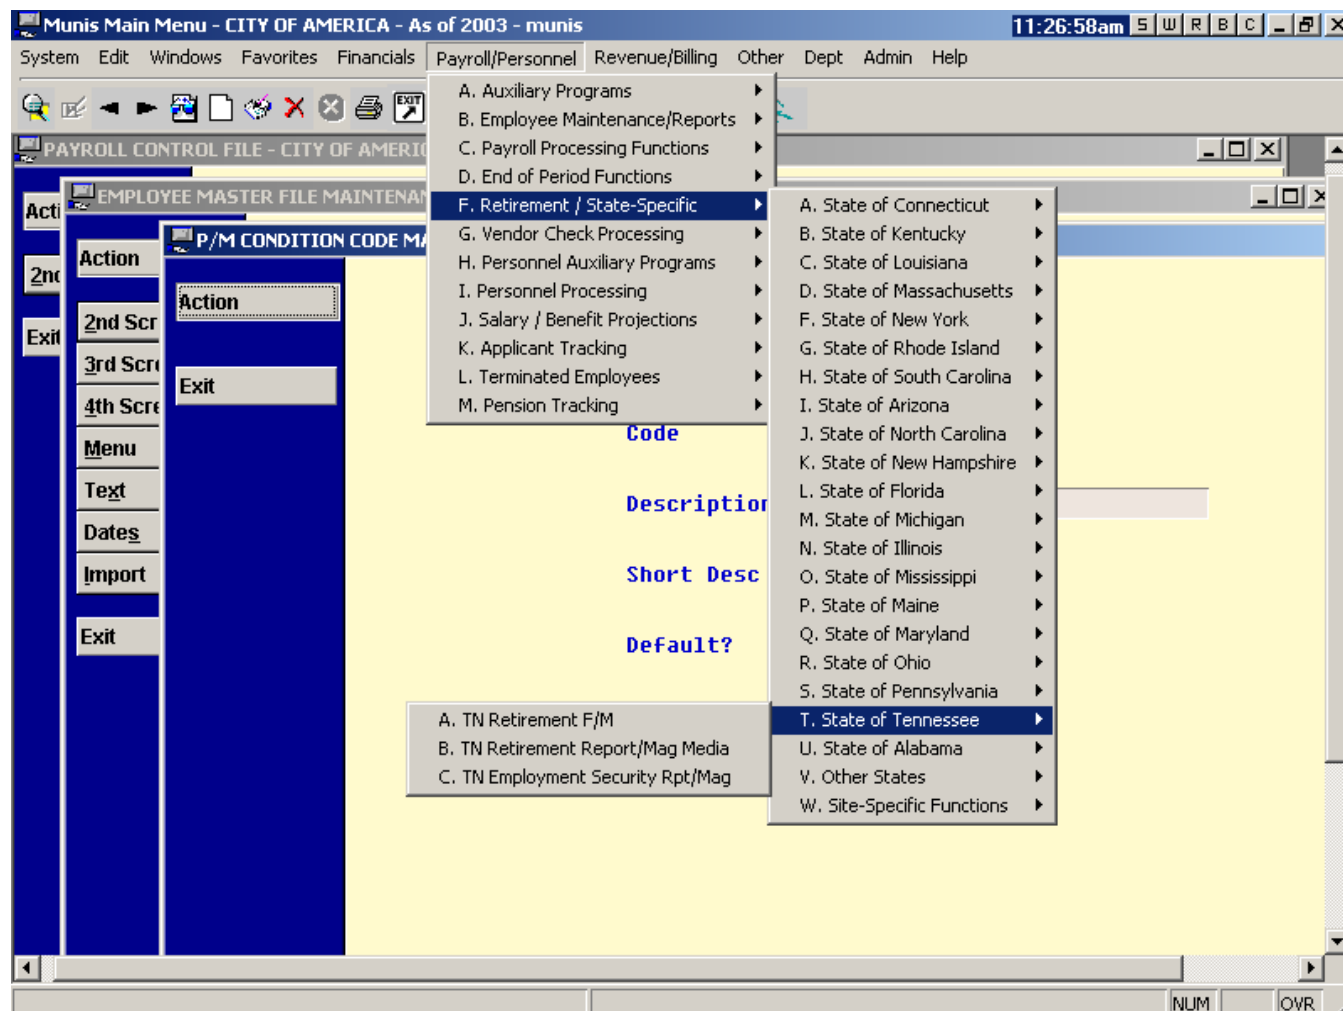 Munis Main Menu - CITY OF AMERICA - As of 2003 - munis 11:26:58am S W R B C
System Edit Windows Favorites Financials Payroll/Personnel Revenue/Billing Other Dept Admin Help
EXIT
PAYROLL CONTROL FILE - CITY OF AMERIC
Acti
2nd
Exit
EMPLOYEE MASTER FILE MAINTENAN
Action
2nd Scr
3rd Scre
4th Scre
Menu
Text
Dates
Import
Exit
P/M CONDITION CODE MA
Action
Exit
Code
Description
Short Desc
Default?
A. Auxiliary Programs
B. Employee Maintenance/Reports
C. Payroll Processing Functions
D. End of Period Functions
F. Retirement / State-Specific
G. Vendor Check Processing
H. Personnel Auxiliary Programs
I. Personnel Processing
J. Salary / Benefit Projections
K. Applicant Tracking
L. Terminated Employees
M. Pension Tracking
A. State of Connecticut
B. State of Kentucky
C. State of Louisiana
D. State of Massachusetts
F. State of New York
G. State of Rhode Island
H. State of South Carolina
I. State of Arizona
J. State of North Carolina
K. State of New Hampshire
L. State of Florida
M. State of Michigan
N. State of Illinois
O. State of Mississippi
P. State of Maine
Q. State of Maryland
R. State of Ohio
S. State of Pennsylvania
T. State of Tennessee
U. State of Alabama
V. Other States
W. Site-Specific Functions
A. TN Retirement F/M
B. TN Retirement Report/Mag Media
C. TN Employment Security Rpt/Mag
NUM OVR